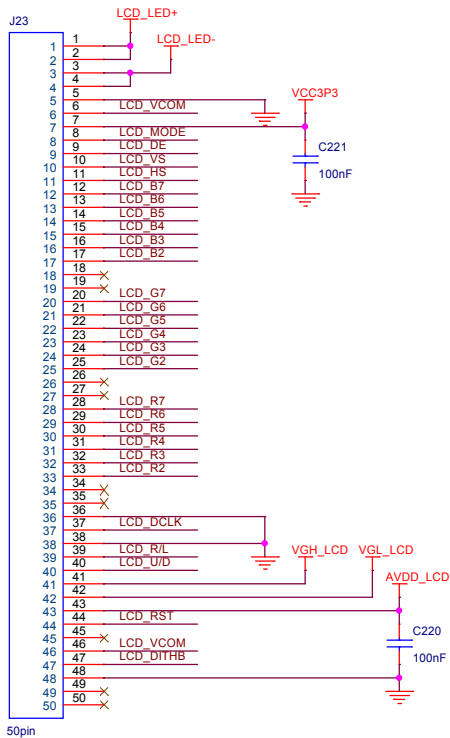 J23
LCD_LED+
LCD_LED-
1 1
2 2
3 3
4 4
5 5
6 6 LCD_VCOM
7 7 VCC3P3
8 8 LCD_MODE
9 9 LCD_DE
10 10 LCD_VS
11 11 LCD_HS
12 12 LCD_B7
13 13 LCD_B6
14 14 LCD_B5
15 15 LCD_B4
16 16 LCD_B3
17 17 LCD_B2
C221
100nF
18 18
19 19
20 20 LCD_G7
21 21 LCD_G6
22 22 LCD_G5
23 23 LCD_G4
24 24 LCD_G3
25 25 LCD_G2
26 26
27 27
28 28 LCD_R7
29 29 LCD_R6
30 30 LCD_R5
31 31 LCD_R4
32 32 LCD_R3
33 33 LCD_R2
34 34
35 35
36 36
37 37 LCD_DCLK
38 38
39 39 LCD_R/L
40 40 LCD_U/D
VGH_LCD VGL_LCD
41 41
42 42
AVDD_LCD
43 43
44 44 LCD_RST
45 45
46 46 LCD_VCOM
47 47 LCD_DITHB
C220
100nF
48 48
49 49
50 50
50pin